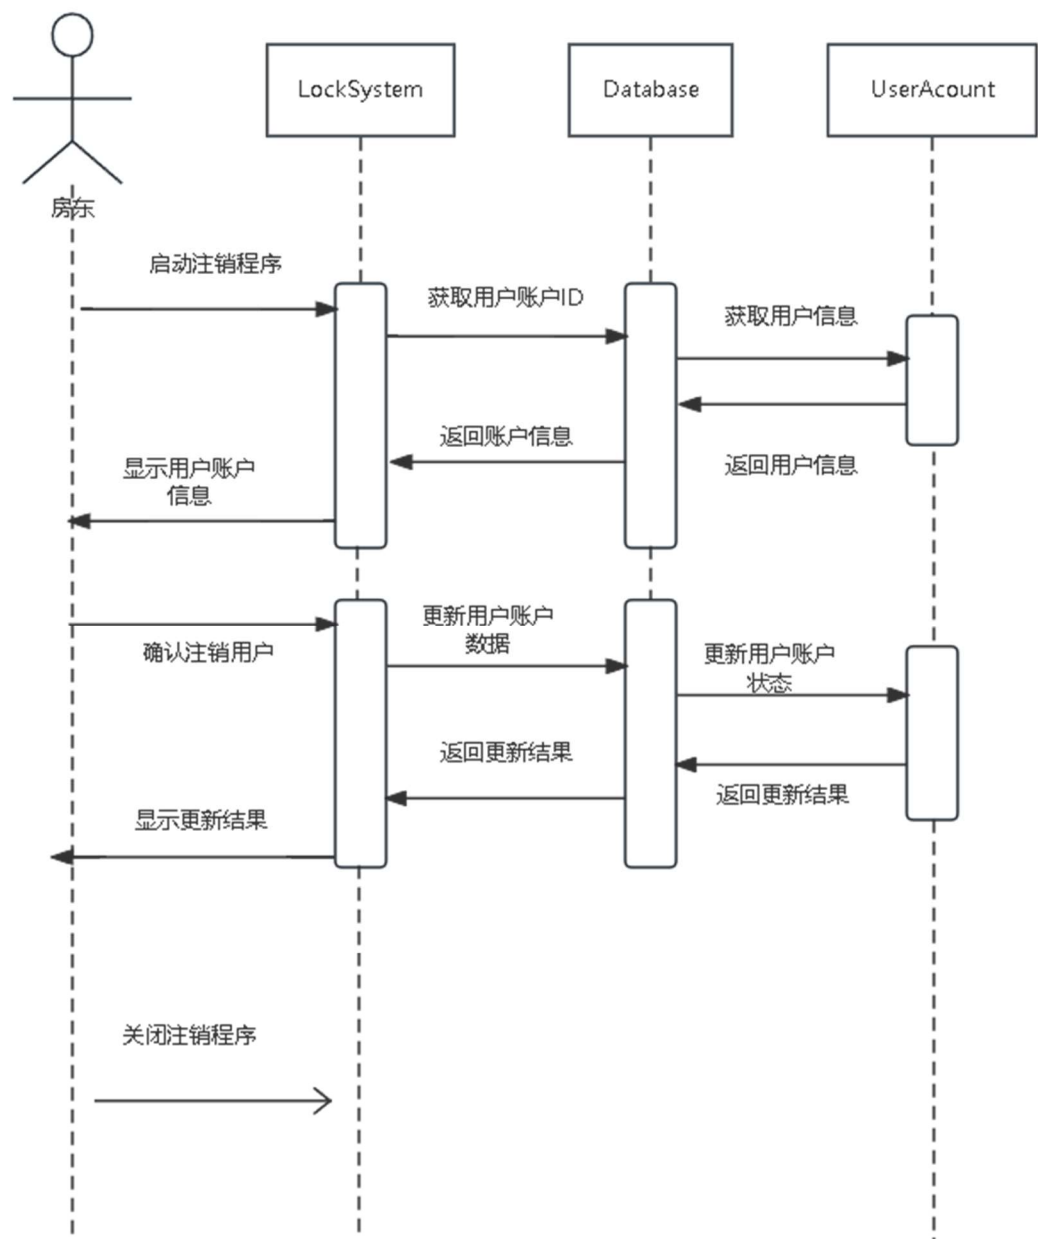 LockSystem
Database
UserAcount
房东
启动注销程序
获取用户账户ID
获取用户信息
返回账户信息
返回用户信息
显示用户账户
信息
更新用户账户
数据
确认注销用户
更新用户账户
状态
返回更新结果
返回更新结果
显示更新结果
关闭注销程序